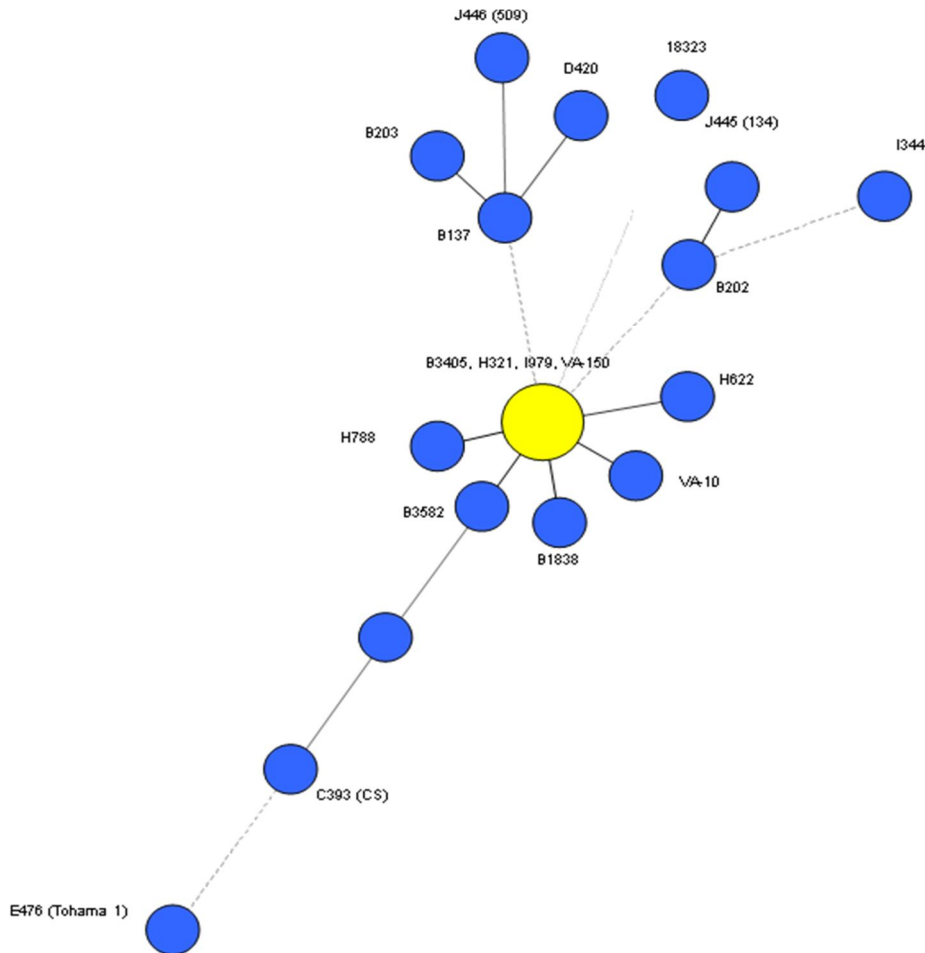 J446 (509)
18323
D420
J445 (134)
B203
I344
B137
B202
B3405, H321, I979, VA-150
H622
H788
VA-10
B3582
B1838
C393 (CS)
E476 (Tohama 1)